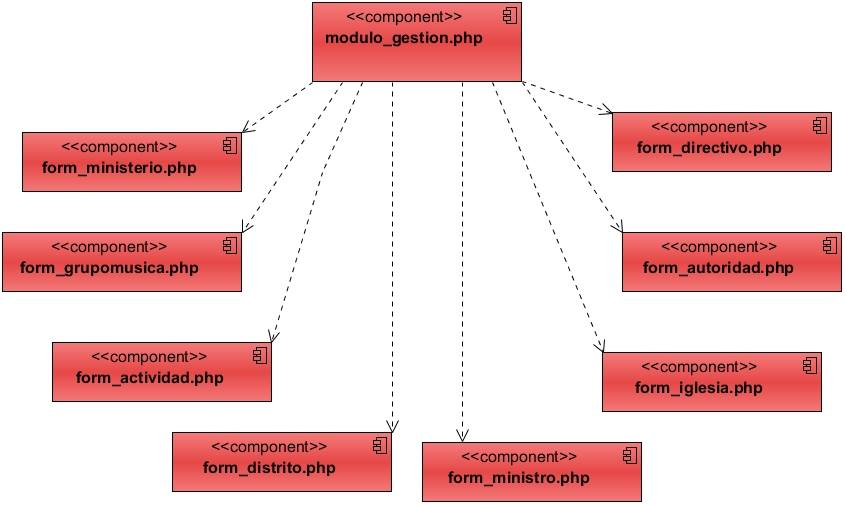 <<component>>
modulo_gestion.php
<<component>>
form_directivo.php
<<component>>
form_ministerio.php
<<component>>
form_grupomusica.php
<<component>>
form_autoridad.php
<<component>>
form_actividad.php
<<component>>
form_iglesia.php
<<component>>
form_distrito.php
<<component>>
form_ministro.php